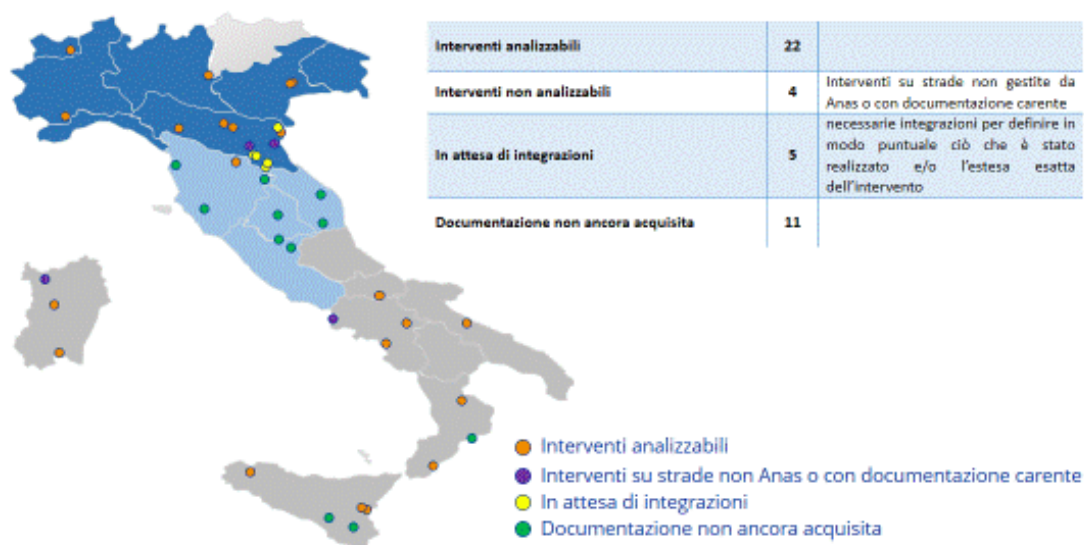 Interventi analizzabili 22
Interventi non analizzabili 4 Interventi su strade non gestite da
Anas o con documentazione carente
necessarie integrazioni per definire in
modo puntuale ciò che è stato
In attesa di integrazioni 5
realizzato e/o l'estesa esatta
dell'intervento
Documentazione non ancora acquisita 11
Interventi analizzabili
Interventi su strade non Anas o con documentazione carente
In attesa di integrazioni
Documentazione non ancora acquisita